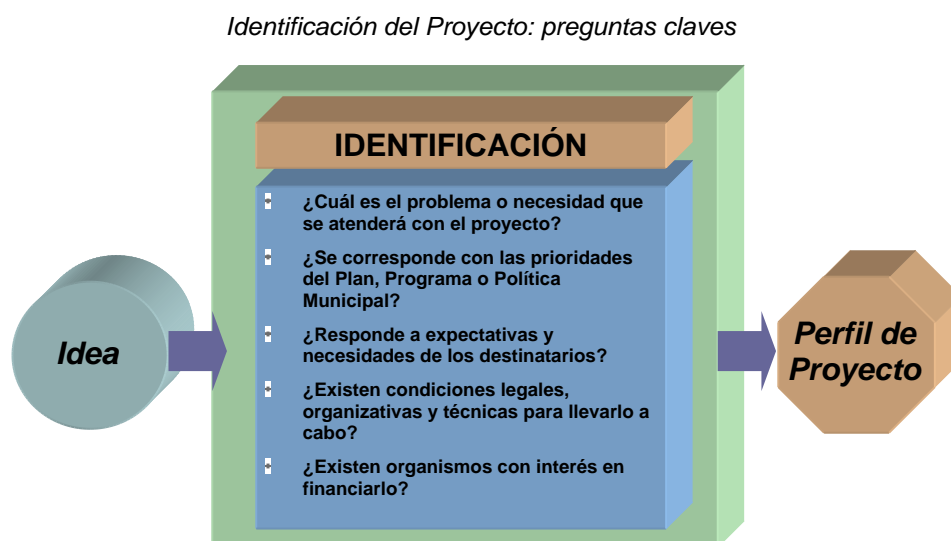 Identificación del Proyecto: preguntas claves
IDENTIFICACIÓN
¿Cuál es el problema o necesidad que
se atenderá con el proyecto?
¿Se corresponde con las prioridades
del Plan, Programa o Política
Municipal?
¿Responde a expectativas y
necesidades de los destinatarios?
¿Existen condiciones legales,
organizativas y técnicas para llevarlo a
cabo?
¿Existen organismos con interés en
financiarlo?
Idea
Perfil de
Proyecto